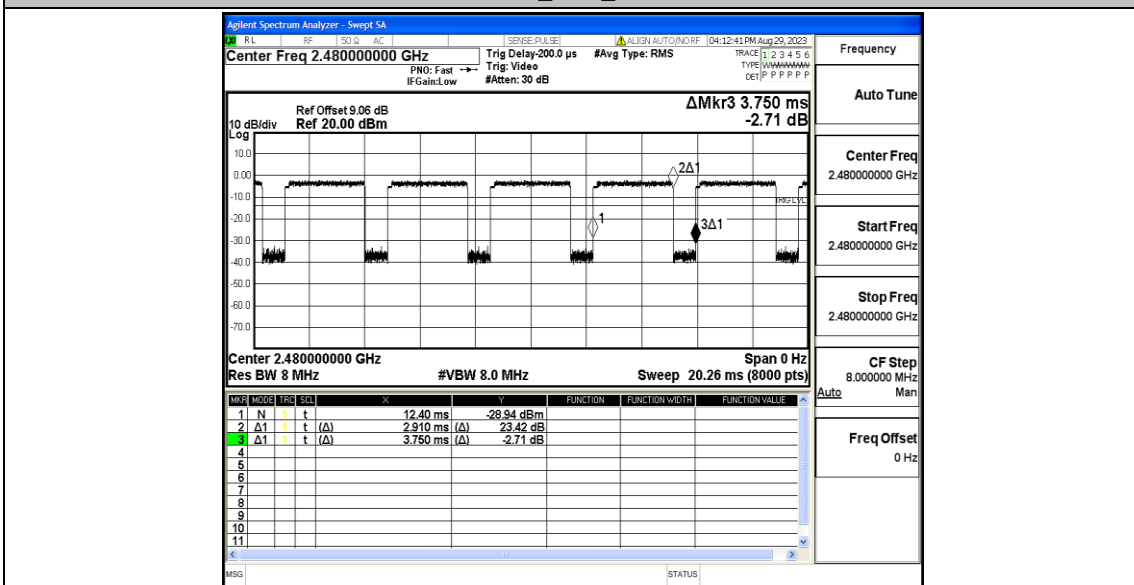 Agilent Spectrum Analyzer - Swept SA
RL RF 50 Ω AC SENSE:PULSE ALIGN AUTO/NO RF 04:12:41 PM Aug 29, 2023
Center Freq 2.480000000 GHz
PNO: Fast
IFGain:Low
Trig Delay-200.0 µs
Trig: Video
#Atten: 30 dB
#Avg Type: RMS
TRACE 1 2 3 4 5 6
TYPE
DET P P P P P P
Ref Offset 9.06 dB
10 dB/div Ref 20.00 dBm
Log
ΔMkr3 3.750 ms
-2.71 dB
10.0
0.00
-10.0
-20.0
-30.0
-40.0
-50.0
-60.0
-70.0
2Δ1
1
3Δ1
TRIG LVL
Center 2.480000000 GHz Span 0 Hz
Res BW 8 MHz #VBW 8.0 MHz Sweep 20.26 ms (8000 pts)
MKR MODE TRC SCL X Y FUNCTION FUNCTION WIDTH FUNCTION VALUE
1 N 1 t 12.40 ms -28.94 dBm
2 Δ1 1 t (Δ) 2.910 ms (Δ) 23.42 dB
3 Δ1 1 t (Δ) 3.750 ms (Δ) -2.71 dB
4
5
6
7
8
9
10
11
MSG STATUS
Frequency
Auto Tune
Center Freq
2.480000000 GHz
Start Freq
2.480000000 GHz
Stop Freq
2.480000000 GHz
CF Step
8.000000 MHz
Auto Man
Freq Offset
0 Hz